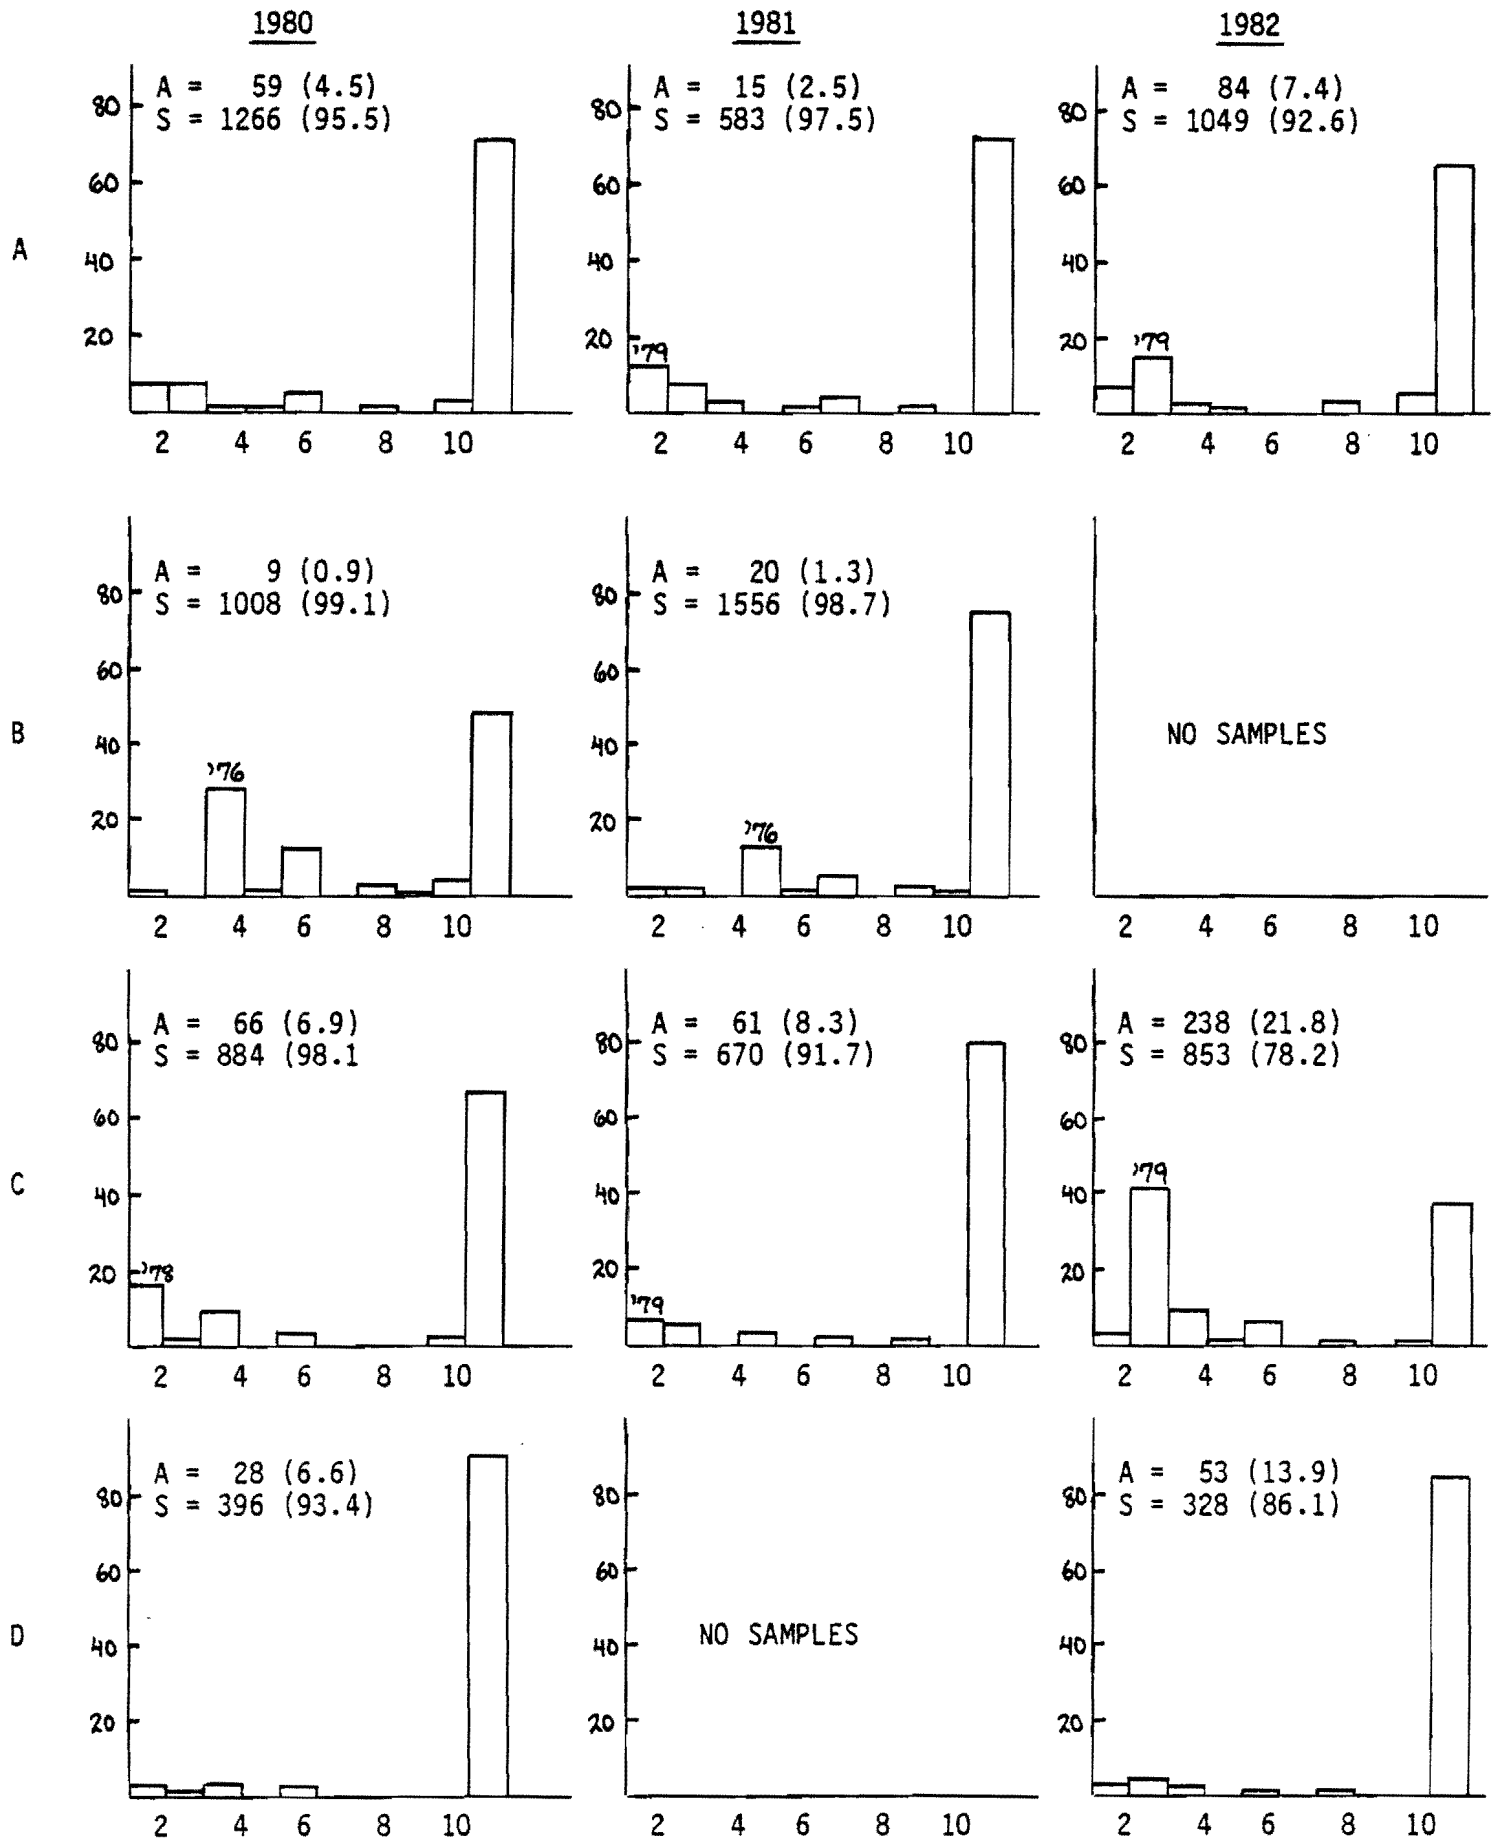 1980 1981 1982
A
A = 59 (4.5)
S = 1266 (95.5)
80
60
40
20
2 4 6 8 10
A = 15 (2.5)
S = 583 (97.5)
80
60
40
20
'79
2 4 6 8 10
A = 84 (7.4)
S = 1049 (92.6)
80
60
40
20
'79
2 4 6 8 10
B
A = 9 (0.9)
S = 1008 (99.1)
80
60
40
20
'76
2 4 6 8 10
A = 20 (1.3)
S = 1556 (98.7)
80
60
40
20
'76
2 4 6 8 10
NO SAMPLES
2 4 6 8 10
C
A = 66 (6.9)
S = 884 (98.1
80
60
40
20
'78
2 4 6 8 10
A = 61 (8.3)
S = 670 (91.7)
80
60
40
20
'79
2 4 6 8 10
A = 238 (21.8)
S = 853 (78.2)
80
60
40
20
'79
2 4 6 8 10
D
A = 28 (6.6)
S = 396 (93.4)
80
60
40
20
2 4 6 8 10
80
60
40
20
NO SAMPLES
2 4 6 8 10
A = 53 (13.9)
S = 328 (86.1)
80
60
40
20
2 4 6 8 10